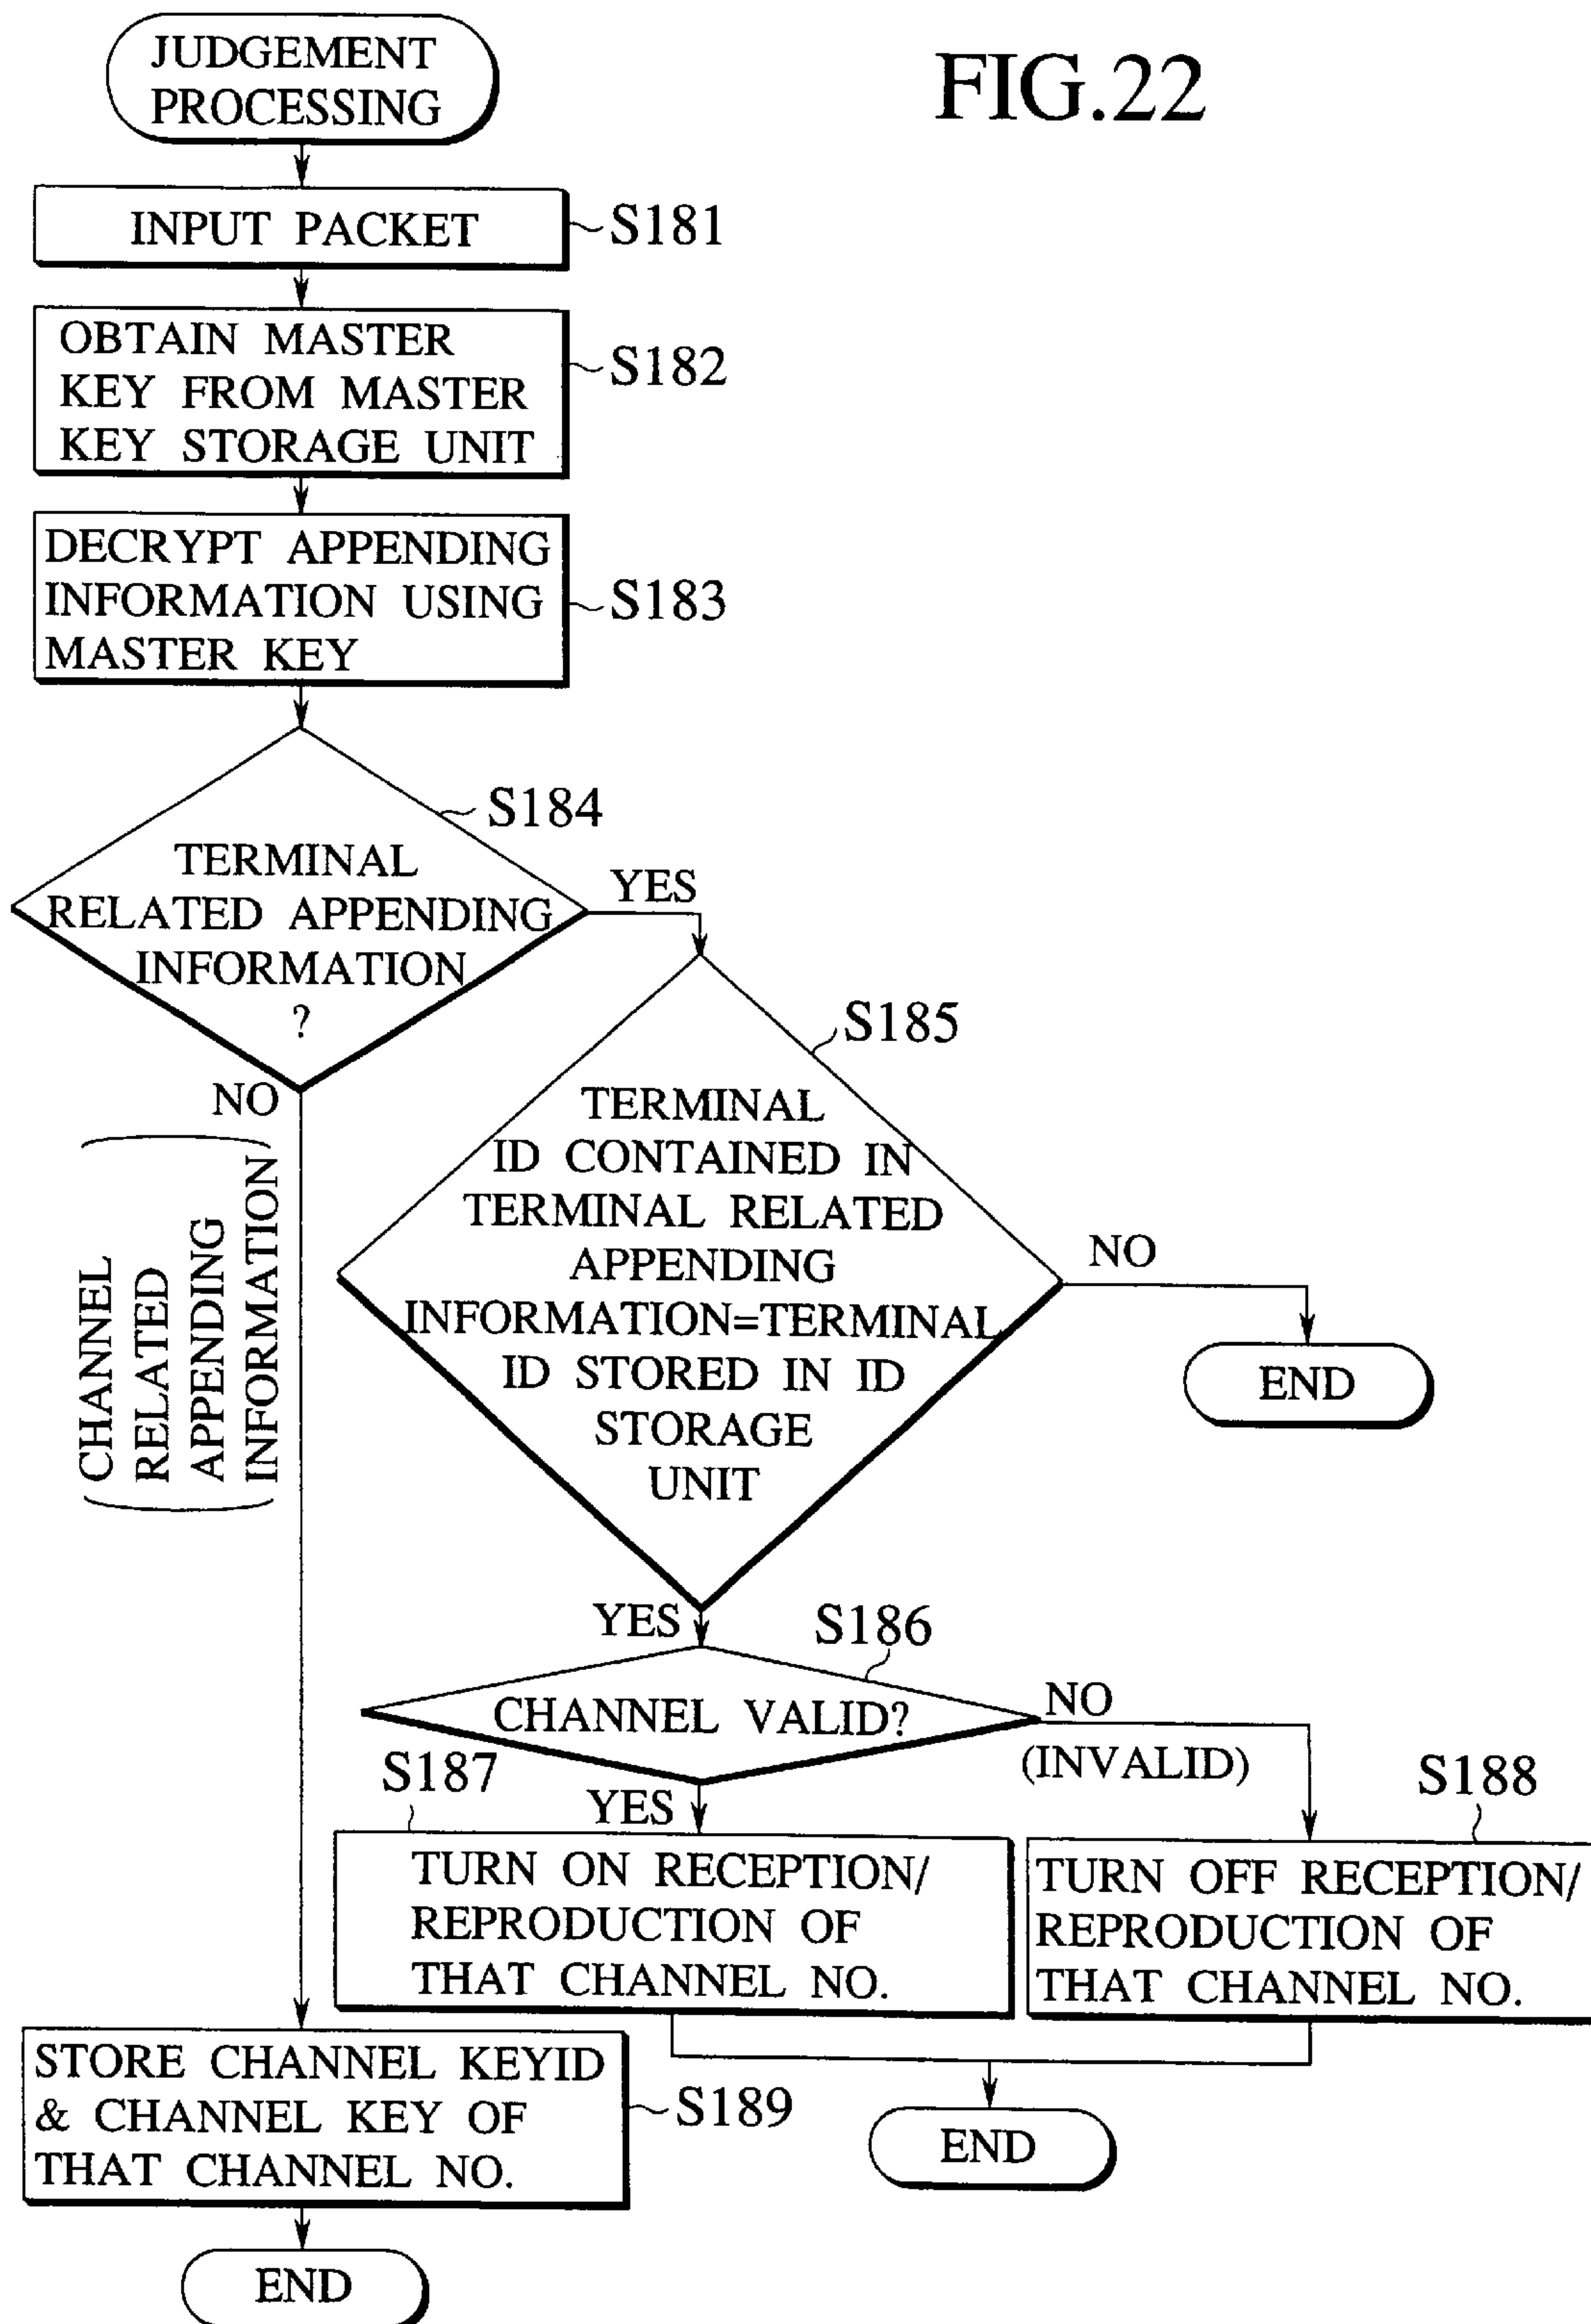 JUDGEMENT
PROCESSING
FIG.22
INPUT PACKET
S181
OBTAIN MASTER
KEY FROM MASTER
KEY STORAGE UNIT
S182
DECRYPT APPENDING
INFORMATION USING
MASTER KEY
S183
S184
TERMINAL
RELATED APPENDING
INFORMATION
?
YES
NO
CHANNEL
RELATED
APPENDING
INFORMATION
S185
TERMINAL
ID CONTAINED IN
TERMINAL RELATED
APPENDING
INFORMATION=TERMINAL
ID STORED IN ID
STORAGE
UNIT
NO
END
YES
S186
CHANNEL VALID?
NO
(INVALID)
S187
YES
S188
TURN ON RECEPTION/
REPRODUCTION OF
THAT CHANNEL NO.
TURN OFF RECEPTION/
REPRODUCTION OF
THAT CHANNEL NO.
STORE CHANNEL KEYID
& CHANNEL KEY OF
THAT CHANNEL NO.
S189
END
END